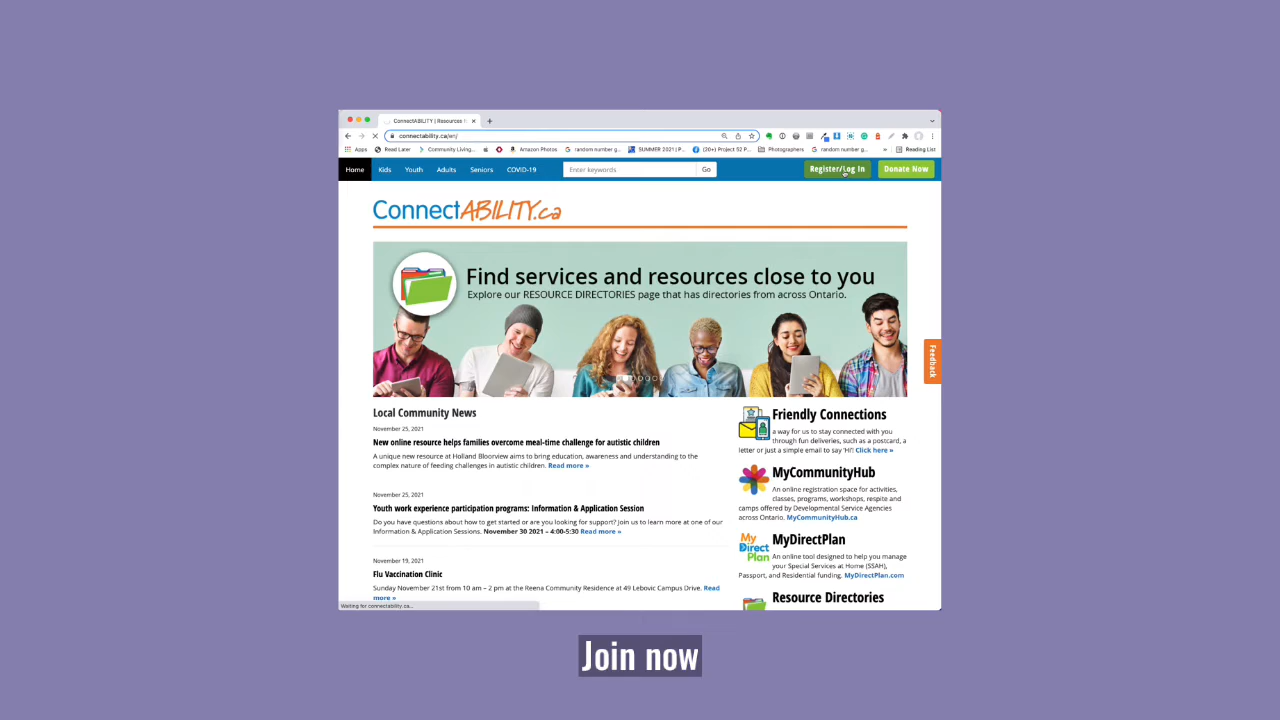 ConnectABILITY | Resources f
connectability.ca/en/
Apps Read Later Community Living... Amazon Photos random number g... SUMMER 2021 | P... (20+) Project 52 P... Photographers random number g... » Reading List
Home Kids Youth Adults Seniors COVID-19 Enter keywords Go Register/Log In Donate Now
ConnectABILITY.ca
Find services and resources close to you
Explore our RESOURCE DIRECTORIES page that has directories from across Ontario.
Feedback
Local Community News
November 25, 2021
New online resource helps families overcome meal-time challenge for autistic children
A unique new resource at Holland Bloorview aims to bring education, awareness and understanding to the
complex nature of feeding challenges in autistic children. Read more »
November 25, 2021
Youth work experience participation programs: Information & Application Session
Do you have questions about how to get started or are you looking for support? Join us to learn more at one of our
Information & Application Sessions. November 30 2021 – 4:00-5:30 Read more »
November 19, 2021
Flu Vaccination Clinic
Sunday November 21st from 10 am – 2 pm at the Reena Community Residence at 49 Lebovic Campus Drive. Read
more »
Friendly Connections
a way for us to stay connected with you
through fun deliveries, such as a postcard, a
letter or just a simple email to say 'Hi'! Click here »
MyCommunityHub
An online registration space for activities,
classes, programs, workshops, respite and
camps offered by Developmental Service Agencies
across Ontario. MyCommunityHub.ca
My
Direct
Plan
MyDirectPlan
An online tool designed to help you manage
your Special Services at Home (SSAH),
Passport, and Residential funding. MyDirectPlan.com
Resource Directories
Waiting for connectability.ca...
Join now